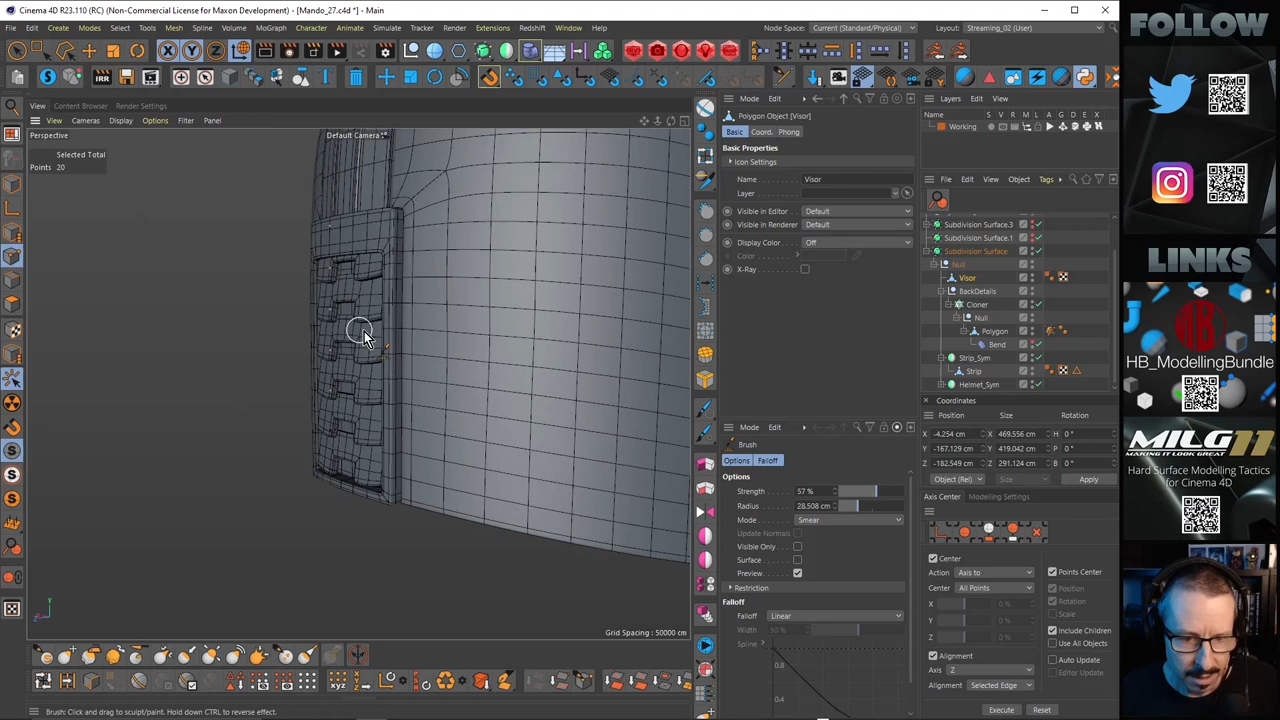 Cinema 4D R23.110 (RC) (Non-Commercial License for Maxon Development) - [Mando_27.c4d *] - Main
File Edit Create Modes Select Tools Mesh Spline Volume MoGraph Character Animate Simulate Tracker Render Extensions Window Help
Node Space: Current (Standard/Physical) Layout: Streaming_02 (User)
FOLLOW
View Content Browser Render Settings
View Cameras Display Options Filter Panel
Perspective
Default Camera
Selected Total
Points 20
Grid Spacing : 50000 cm
Mode Edit
Polygon Object [Visor]
Basic Coord. Phong
Basic Properties
Icon Settings
Name Visor
Layer
Visible in Editor Default
Visible in Renderer Default
Display Color Off
Color
X-Ray
Mode Edit
Brush
Options Falloff
Options
Strength 57 %
Radius 28.508 cm
Mode Smear
Update Normals
Visible Only
Surface
Preview
Restriction
Falloff
Falloff Linear
Width 50 %
Spline
0.8
0.4
Layers Edit View
Name S V R M L A G D E X
Working
File Edit View Object Tags
Subdivision Surface.3
Subdivision Surface.1
Subdivision Surface
Null
Visor
BackDetails
Cloner
Null
Polygon
Bend
Strip_Sym
Strip
Helmet_Sym
Coordinates
Position Size Rotation
X -4.254 cm X 469.556 cm H 0 °
Y -167.129 cm Y 419.042 cm P 0 °
Z -182.549 cm Z 291.124 cm B 0 °
Object (Rel) Size Apply
Axis Center Modelling Settings
Center
Action Axis to
Center All Points
X 0 %
Y 0 %
Z 0 %
Alignment
Axis Z
Alignment Selected Edge
Points Center
Position
Rotation
Scale
Include Children
Use All Objects
Auto Update
Editor Update
Execute Reset
Brush: Click and drag to sculpt/paint. Hold down CTRL to reverse effect.
LINKS
HB
HB_ModellingBundle
MILG11
MAKING IT LOOK GREAT
Hard Surface Modelling Tactics
for Cinema 4D